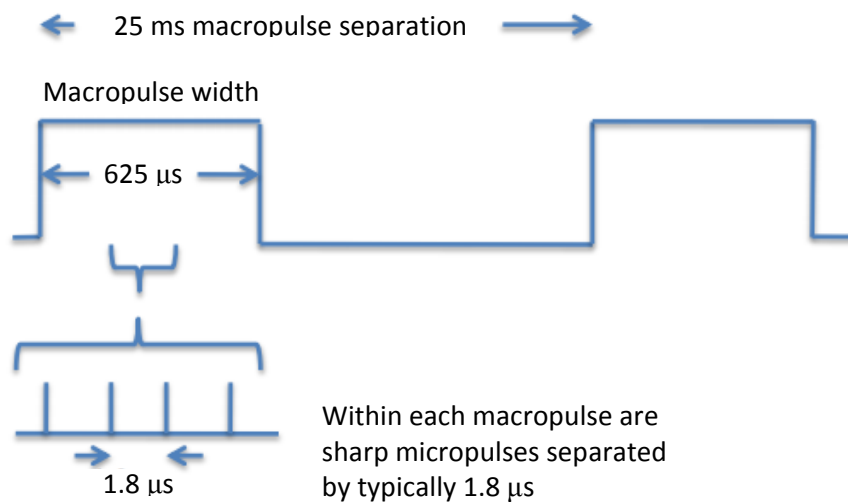 25 ms macropulse separation
Macropulse width
625 μs
1.8 μs
Within each macropulse are
sharp micropulses separated
by typically 1.8 μs